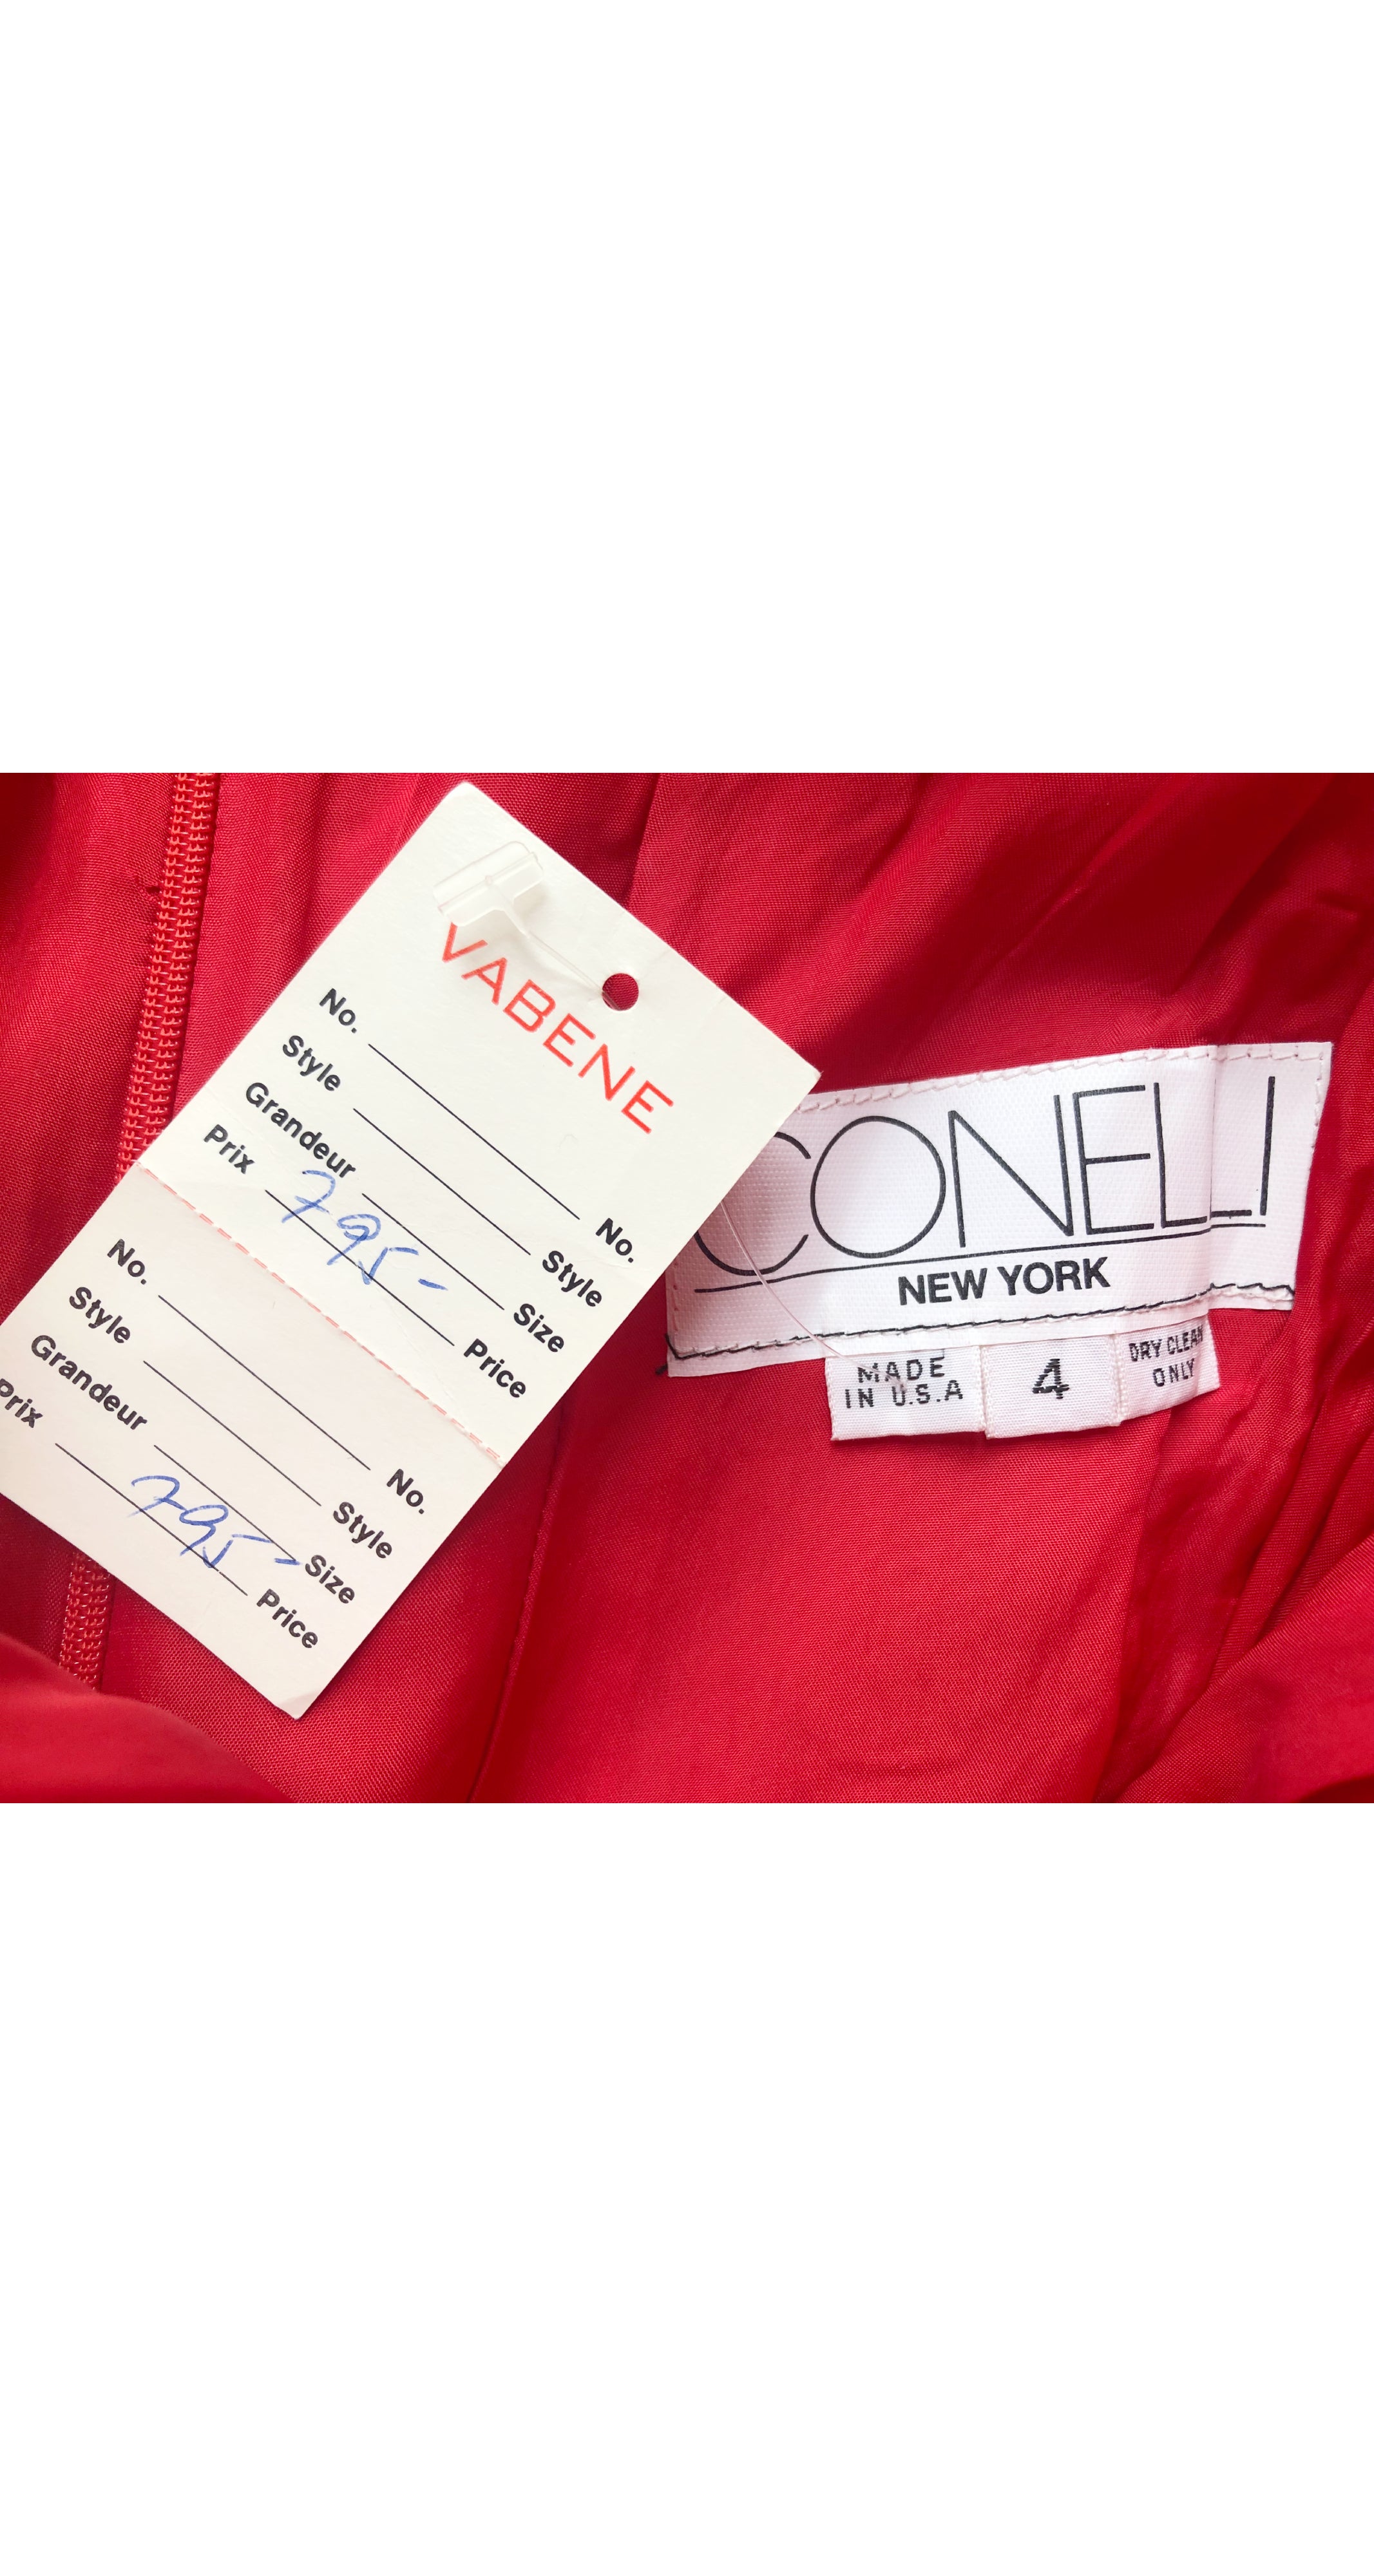 VABENE
No. No.
Style Style
Grandeur Size
Prix 795- Price
No. No.
Style Style
Grandeur Size
Prix 795- Price
CONELLI
NEW YORK
MADE
IN U.S.A
4
DRY CLEAN
ONLY